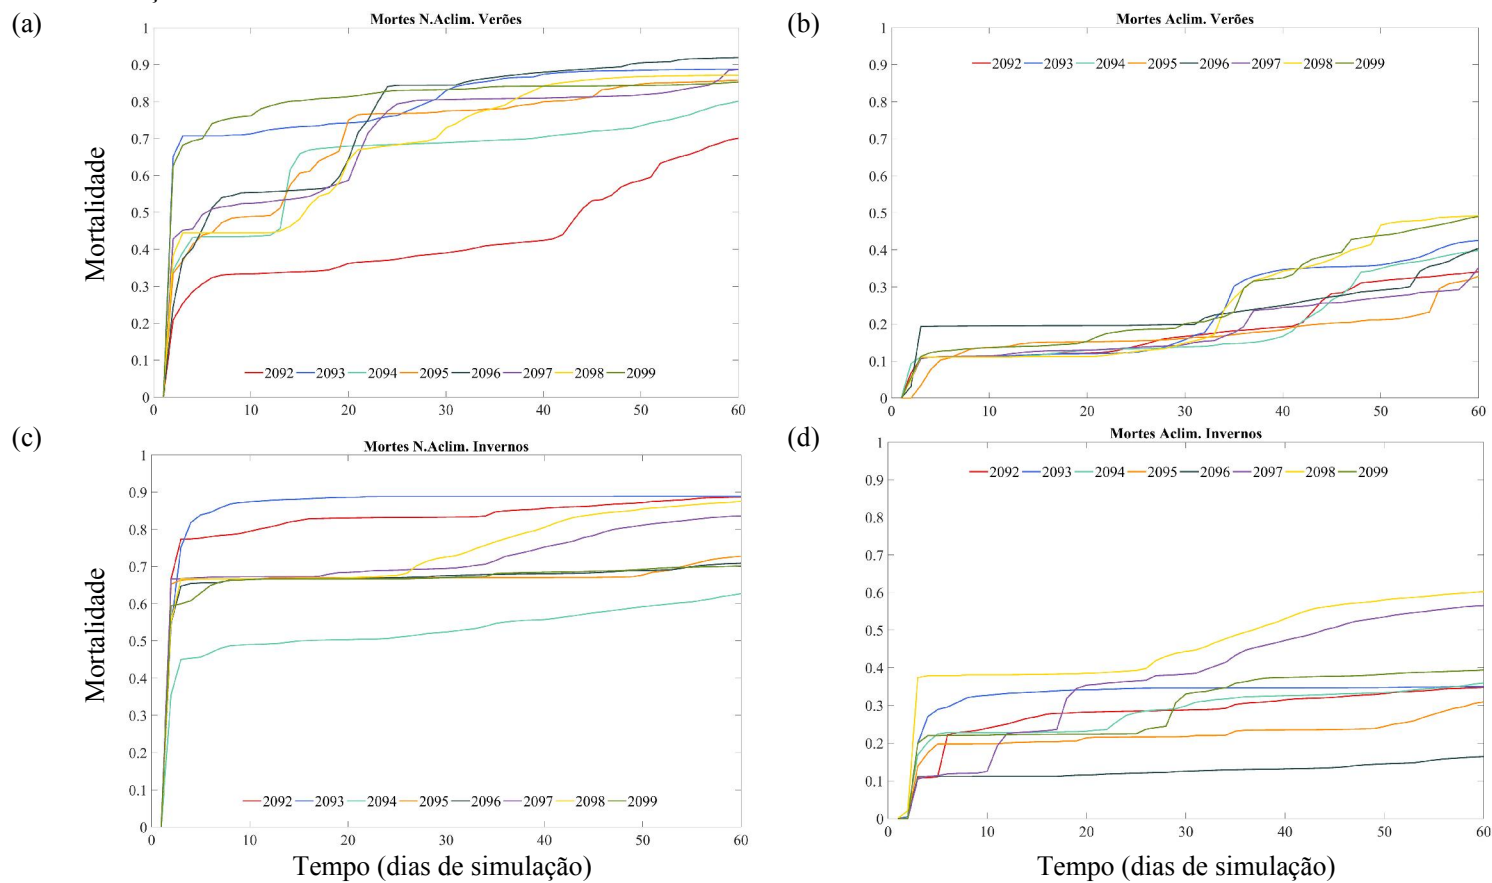 (a)
Mortes N.Aclim. Verões
1
0.9
0.8
0.7
0.6
0.5
0.4
0.3
0.2
0.1
0
Mortalidade
2092 2093 2094 2095 2096 2097 2098 2099
0 10 20 30 40 50 60
(b)
Mortes Aclim. Verões
1
0.9
0.8
0.7
0.6
0.5
0.4
0.3
0.2
0.1
0
2092 2093 2094 2095 2096 2097 2098 2099
0 10 20 30 40 50 60
(c)
Mortes N.Aclim. Invernos
1
0.9
0.8
0.7
0.6
0.5
0.4
0.3
0.2
0.1
0
Mortalidade
2092 2093 2094 2095 2096 2097 2098 2099
0 10 20 30 40 50 60
Tempo (dias de simulação)
(d)
Mortes Aclim. Invernos
1
0.9
0.8
0.7
0.6
0.5
0.4
0.3
0.2
0.1
0
2092 2093 2094 2095 2096 2097 2098 2099
0 10 20 30 40 50 60
Tempo (dias de simulação)